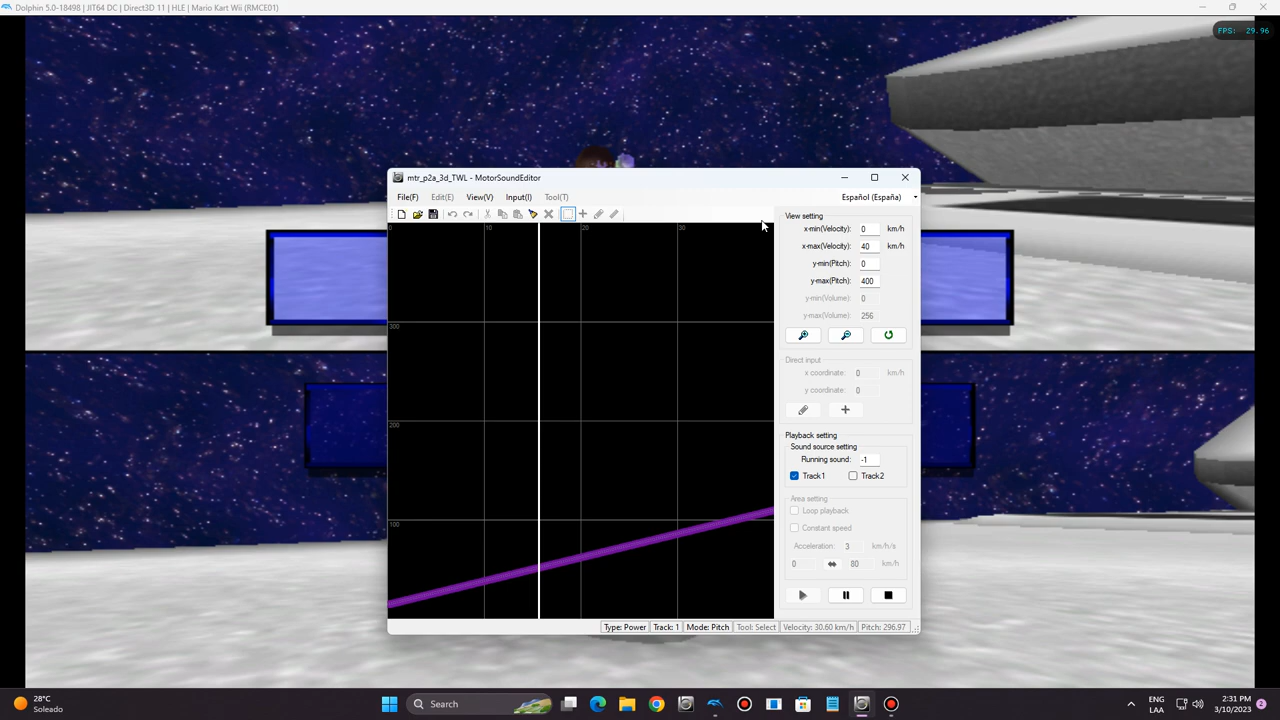 Dolphin 5.0-18498 | JIT64 DC | Direct3D 11 | HLE | Mario Kart Wii (RMCE01)
FPS: 29.96
mtr_p2a_3d_TWL - MotorSoundEditor
File(F) Edit(E) View(V) Input(I) Tool(T) Español (España)
0 10 20 30
300
200
100
View setting
x-min(Velocity): 0 km/h
x-max(Velocity): 40 km/h
y-min(Pitch): 0
y-max(Pitch): 400
y-min(Volume): 0
y-max(Volume): 256
Direct input
x coordinate: 0 km/h
y coordinate: 0
Playback setting
Sound source setting
Running sound: -1
Track1 Track2
Area setting
Loop playback
Constant speed
Acceleration: 3 km/h/s
0 80 km/h
Type: Power Track: 1 Mode: Pitch Tool: Select Velocity: 30.60 km/h Pitch: 296.97
28°C
Soleado
Search
ENG
LAA
2:31 PM
3/10/2023
2